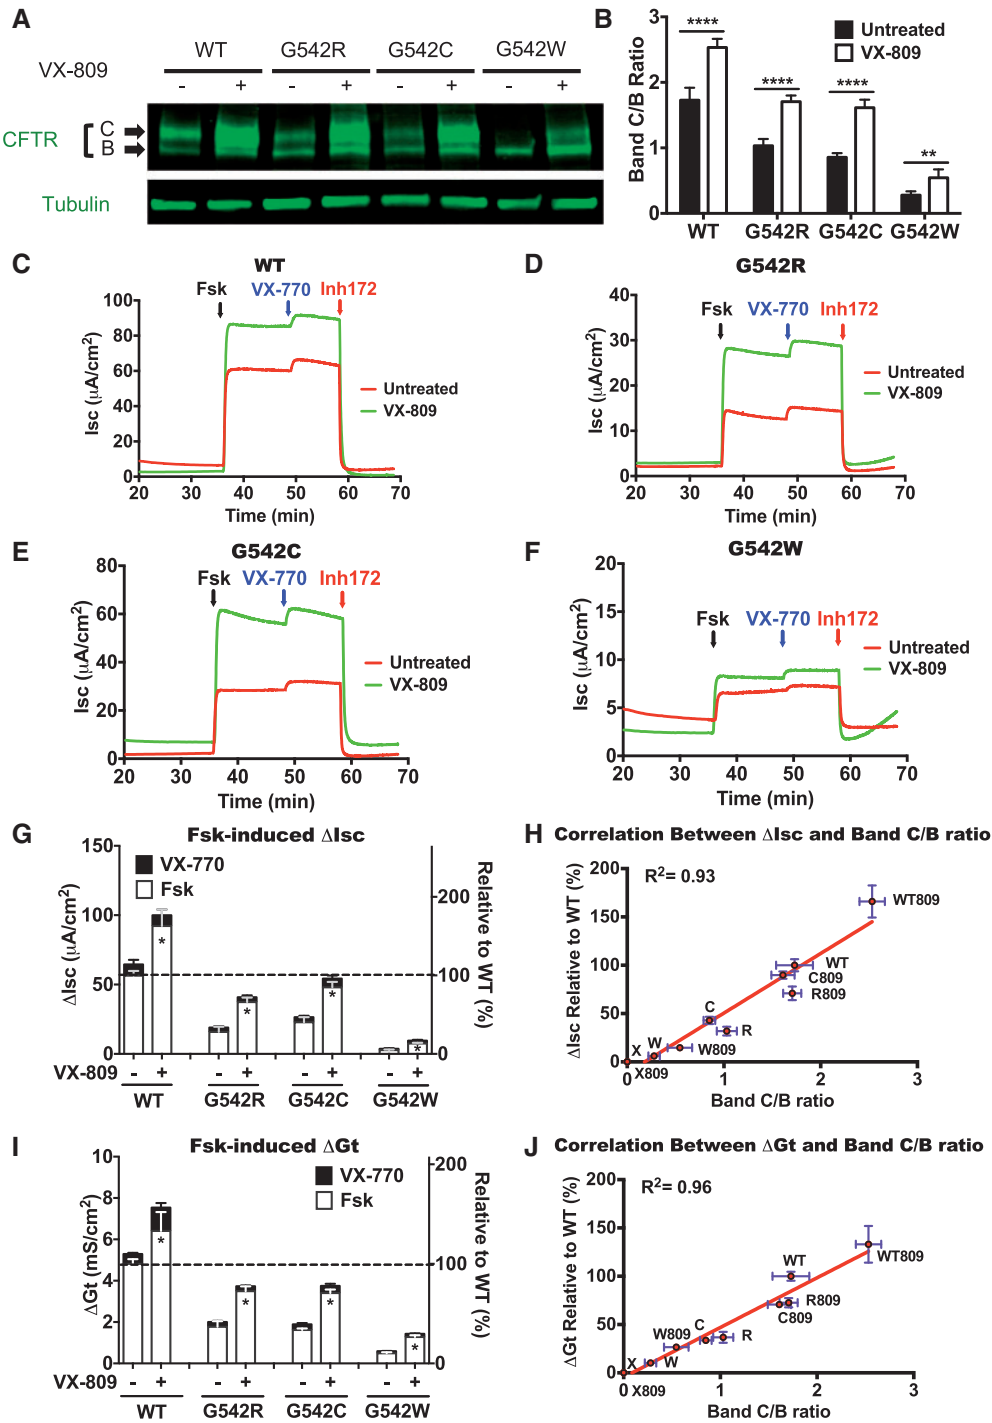 A
WT
G542R
G542C
G542W
VX-809
- + - + - + - +
CFTR
C
B
Tubulin
B
Band C/B Ratio
3
2
1
0
**** **** **** **
Untreated
VX-809
WT G542R G542C G542W
C
WT
Fsk VX-770 Inh172
Isc (μA/cm2)
100
80
60
40
20
0
Untreated
VX-809
20 30 40 50 60 70
Time (min)
D
G542R
Fsk VX-770 Inh172
Isc (μA/cm2)
40
30
20
10
0
Untreated
VX-809
20 30 40 50 60 70
Time (min)
E
G542C
Fsk VX-770 Inh172
Isc (μA/cm2)
80
60
40
20
0
Untreated
VX-809
20 30 40 50 60 70
Time (min)
F
G542W
Fsk VX-770 Inh172
Isc (μA/cm2)
20
15
10
5
0
Untreated
VX-809
20 30 40 50 60 70
Time (min)
G
Fsk-induced ΔIsc
ΔIsc (μA/cm2)
150
100
50
0
VX-770
Fsk
* * * *
200
100
0
Relative to WT (%)
VX-809 - + - + - + - +
WT G542R G542C G542W
H
Correlation Between ΔIsc and Band C/B ratio
ΔIsc Relative to WT (%)
200
150
100
50
0
R2= 0.93
WT809
WT
C809
R809
C
R
W
W809
X
X809
0 1 2 3
Band C/B ratio
I
Fsk-induced ΔGt
ΔGt (mS/cm2)
10
8
6
4
2
0
VX-770
Fsk
* * * *
200
100
0
Relative to WT (%)
VX-809 - + - + - + - +
WT G542R G542C G542W
J
Correlation Between ΔGt and Band C/B ratio
ΔGt Relative to WT (%)
200
150
100
50
0
R2= 0.96
WT809
WT
R809
C809
C
R
W809
W
X
X809
0 1 2 3
Band C/B ratio